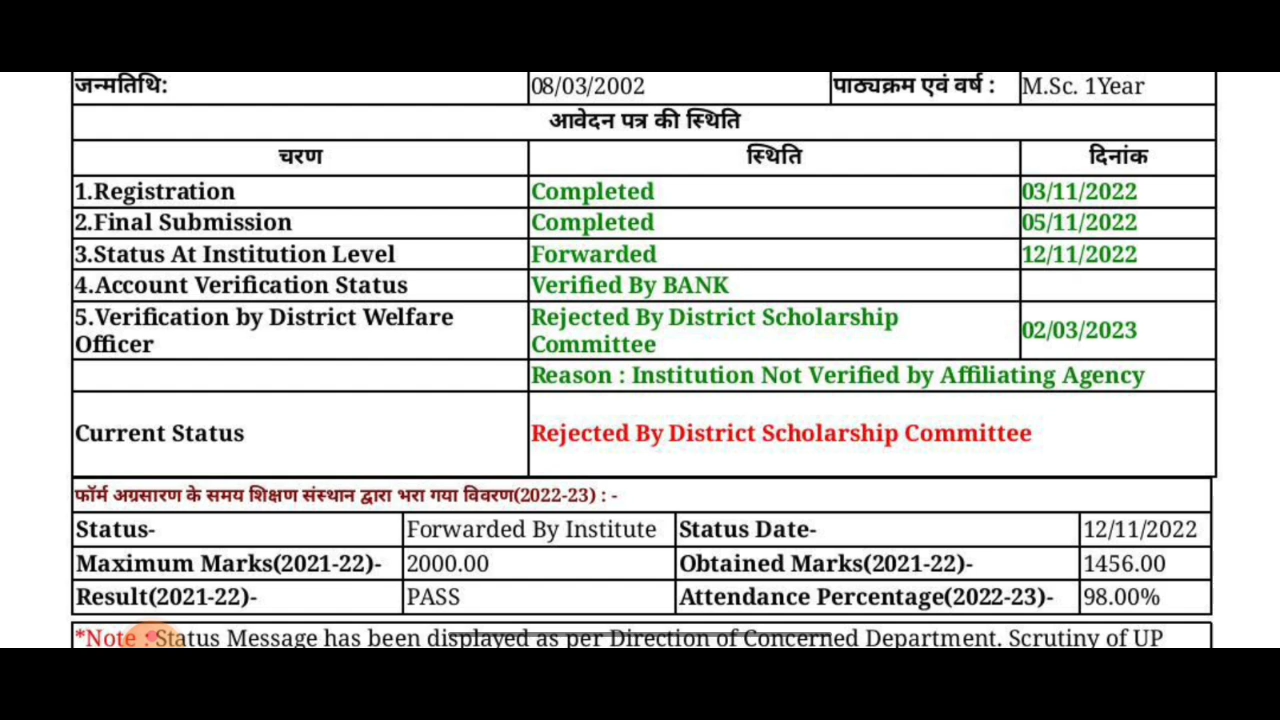 जन्मतिथि: 08/03/2002 पाठ्यक्रम एवं वर्ष : M.Sc. 1Year
आवेदन पत्र की स्थिति
चरण स्थिति दिनांक
1.Registration Completed 03/11/2022
2.Final Submission Completed 05/11/2022
3.Status At Institution Level Forwarded 12/11/2022
4.Account Verification Status Verified By BANK
5.Verification by District Welfare Officer Rejected By District Scholarship Committee 02/03/2023
Reason : Institution Not Verified by Affiliating Agency
Current Status Rejected By District Scholarship Committee
फॉर्म अग्रसारण के समय शिक्षण संस्थान द्वारा भरा गया विवरण(2022-23) : -
Status- Forwarded By Institute Status Date- 12/11/2022
Maximum Marks(2021-22)- 2000.00 Obtained Marks(2021-22)- 1456.00
Result(2021-22)- PASS Attendance Percentage(2022-23)- 98.00%
*Note : Status Message has been displayed as per Direction of Concerned Department. Scrutiny of UP